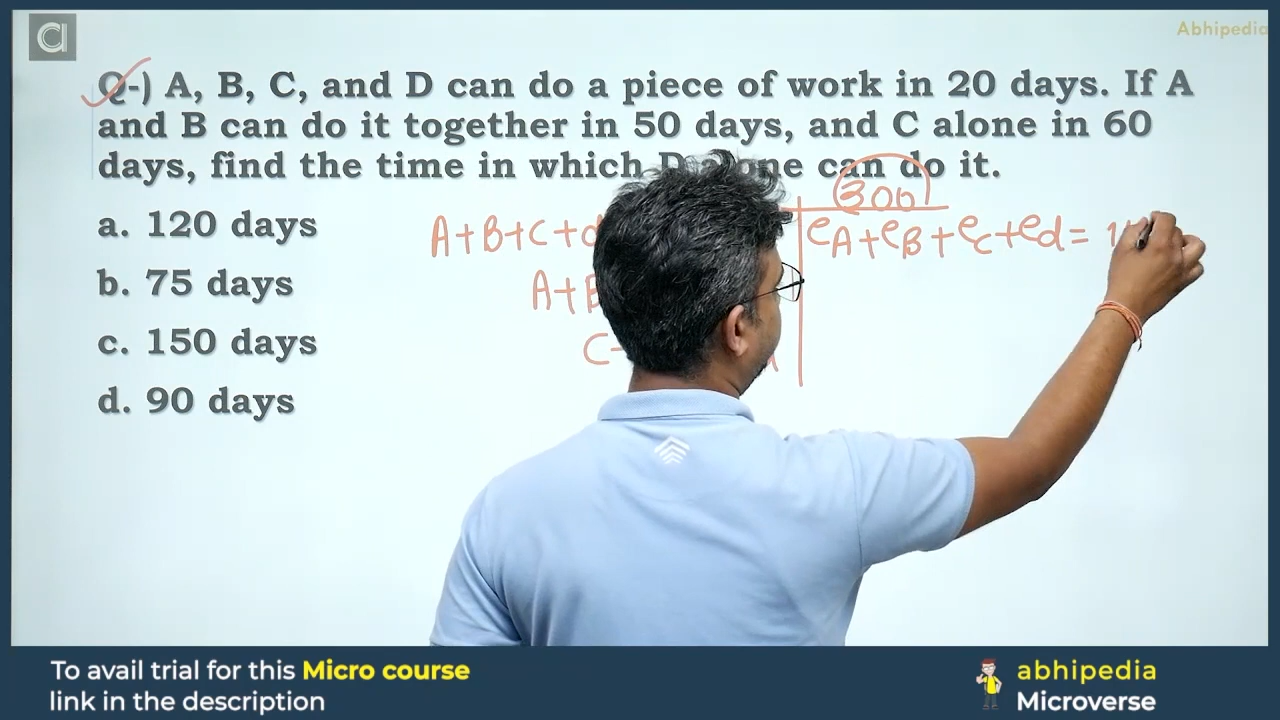 Abhipedia
Q-) A, B, C, and D can do a piece of work in 20 days. If A
and B can do it together in 50 days, and C alone in 60
days, find the time in which D alone can do it.
300
a. 120 days
A+B+C+d
eA+eB+ec+ed=
b. 75 days
A+B
c. 150 days
C-
d. 90 days
To avail trial for this Micro course
link in the description
abhipedia
Microverse